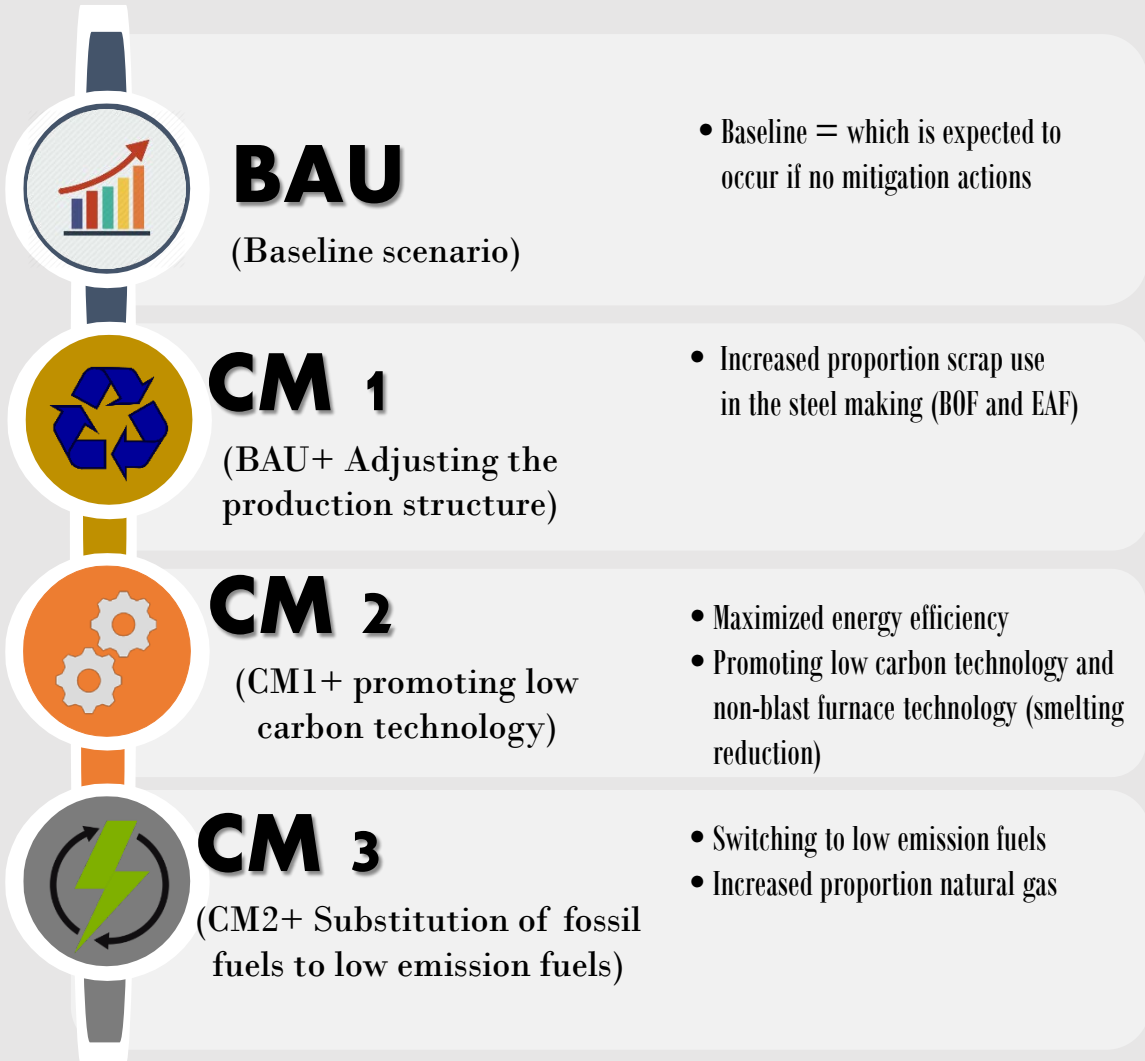 BAU
(Baseline scenario)
• Baseline = which is expected to
occur if no mitigation actions
CM 1
(BAU+ Adjusting the
production structure)
• Increased proportion scrap use
in the steel making (BOF and EAF)
CM 2
(CM1+ promoting low
carbon technology)
• Maximized energy efficiency
• Promoting low carbon technology and
non-blast furnace technology (smelting
reduction)
CM 3
(CM2+ Substitution of fossil
fuels to low emission fuels)
• Switching to low emission fuels
• Increased proportion natural gas